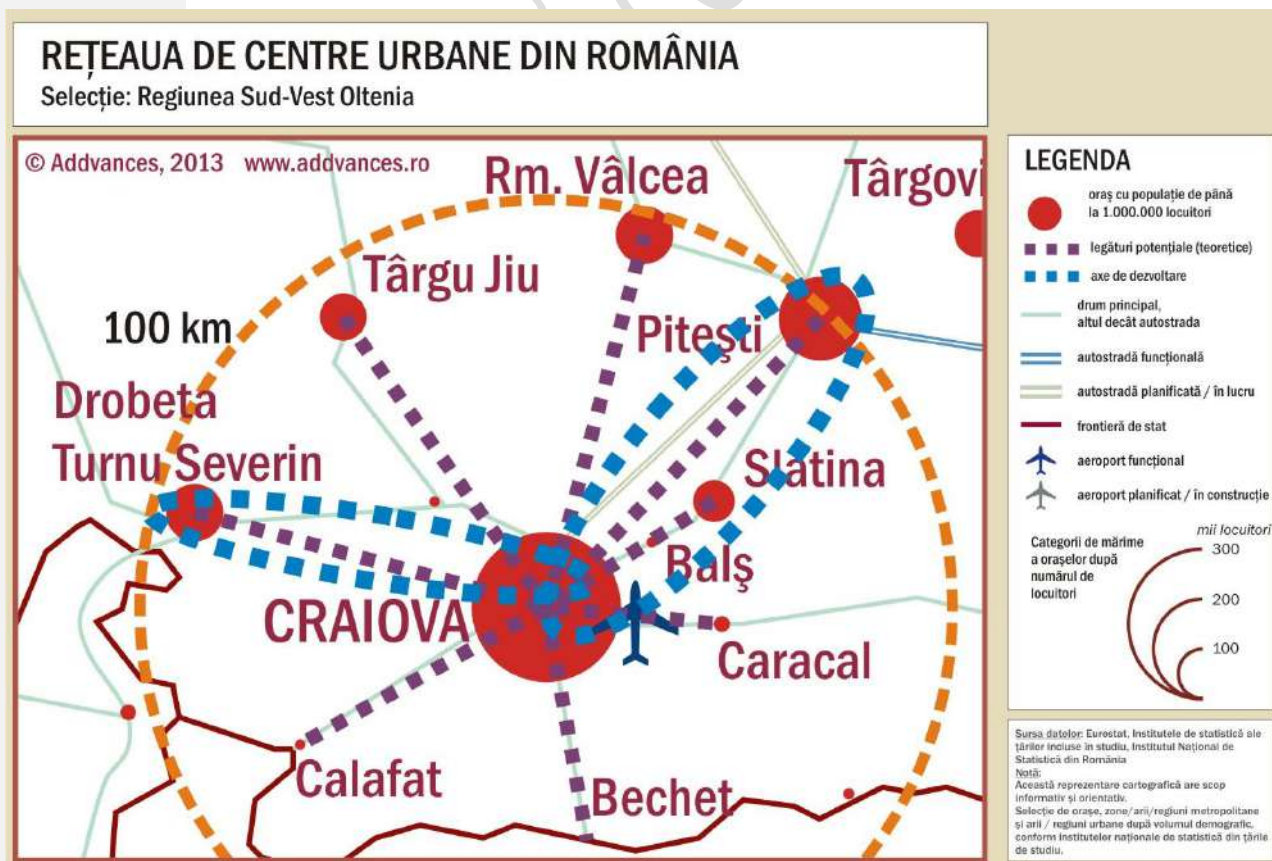 REȚEAUA DE CENTRE URBANE DIN ROMÂNIA
Selecție: Regiunea Sud-Vest Oltenia
© Addvances, 2013 www.addvances.ro
Rm. Vâlcea
Târgovi
Târgu Jiu
100 km
Pitești
Drobeta
Turnu Severin
Slatina
Balș
CRAIOVA
Caracal
Calafat
Bechet
LEGENDA
oraș cu populație de până
la 1.000.000 locuitori
legături potențiale (teoretice)
axe de dezvoltare
drum principal,
altul decât autostrada
autostradă funcțională
autostradă planificată / în lucru
frontieră de stat
aeroport funcțional
aeroport planificat / în construcție
Categorii de mărime
a orașelor după
numărul de
locuitori
mii locuitori
300
200
100
Sursa datelor: Eurostat, Institutele de statistică ale
țărilor incluse în studiu, Institutul Național de
Statistică din România
Notă:
Această reprezentare cartografică are scop
informativ și orientativ.
Selecție de orașe, zone/arii/regiuni metropolitane
și arii / regiuni urbane după volumul demografic,
conform institutelor naționale de statistică din țările
de studiu.